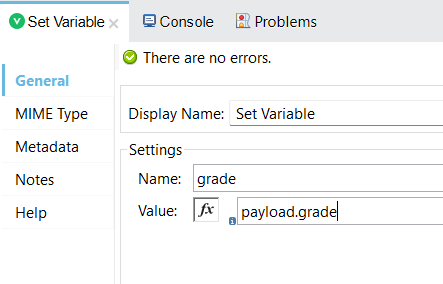 Set Variable
Console
Problems
There are no errors.
General
MIME Type
Metadata
Notes
Help
Display Name: Set Variable
Settings
Name: grade
Value: fx payload.grade